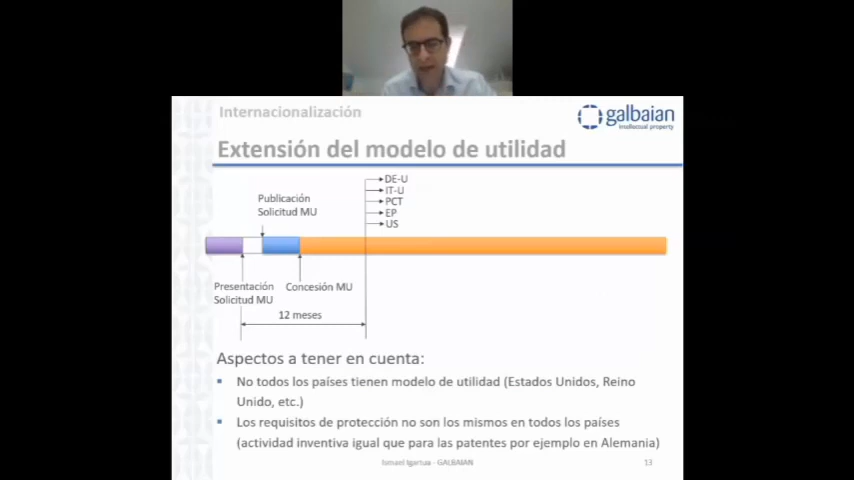 Internacionalización
galbaian
intellectual property
Extensión del modelo de utilidad
DE-U
IT-U
PCT
EP
US
Publicación
Solicitud MU
Presentación
Solicitud MU
Concesión MU
12 meses
Aspectos a tener en cuenta:
No todos los países tienen modelo de utilidad (Estados Unidos, Reino
Unido, etc.)
Los requisitos de protección no son los mismos en todos los países
(actividad inventiva igual que para las patentes por ejemplo en Alemania)
Ismael Igartua - GALBAIAN
13